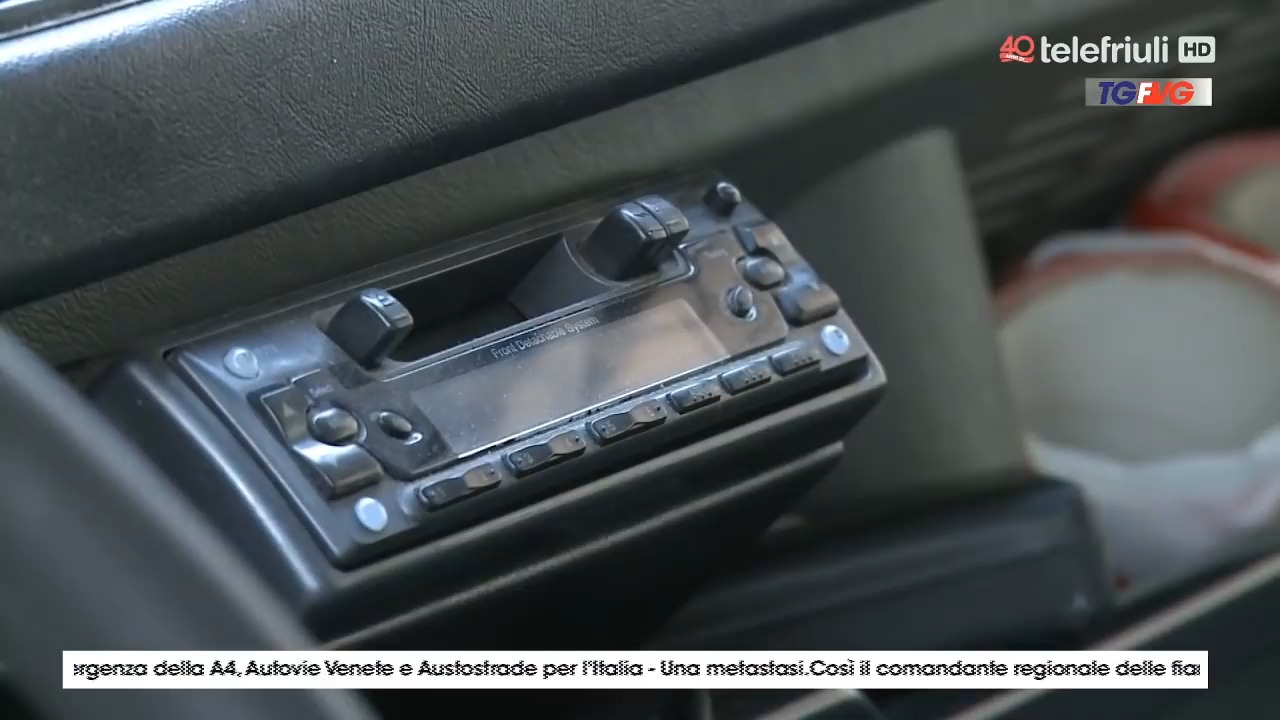 40 telefriuli HD
TGFVG
Front Detachable System
rgenza della A4, Autovie Venete e Austostrade per l'Italia - Una metastasi.Così il comandante regionale delle fia